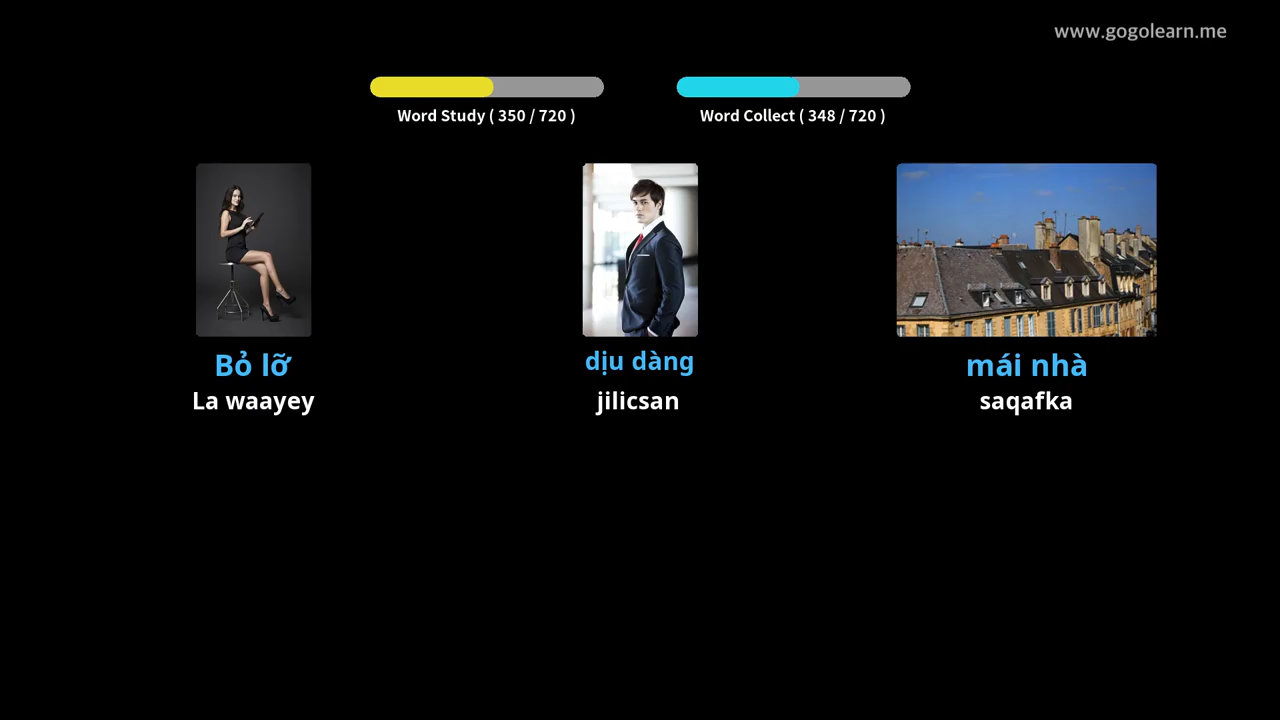 www.gogolearn.me
Word Study ( 350 / 720 )
Word Collect ( 348 / 720 )
Bỏ lỡ
La waayey
dịu dàng
jilicsan
mái nhà
saqafka